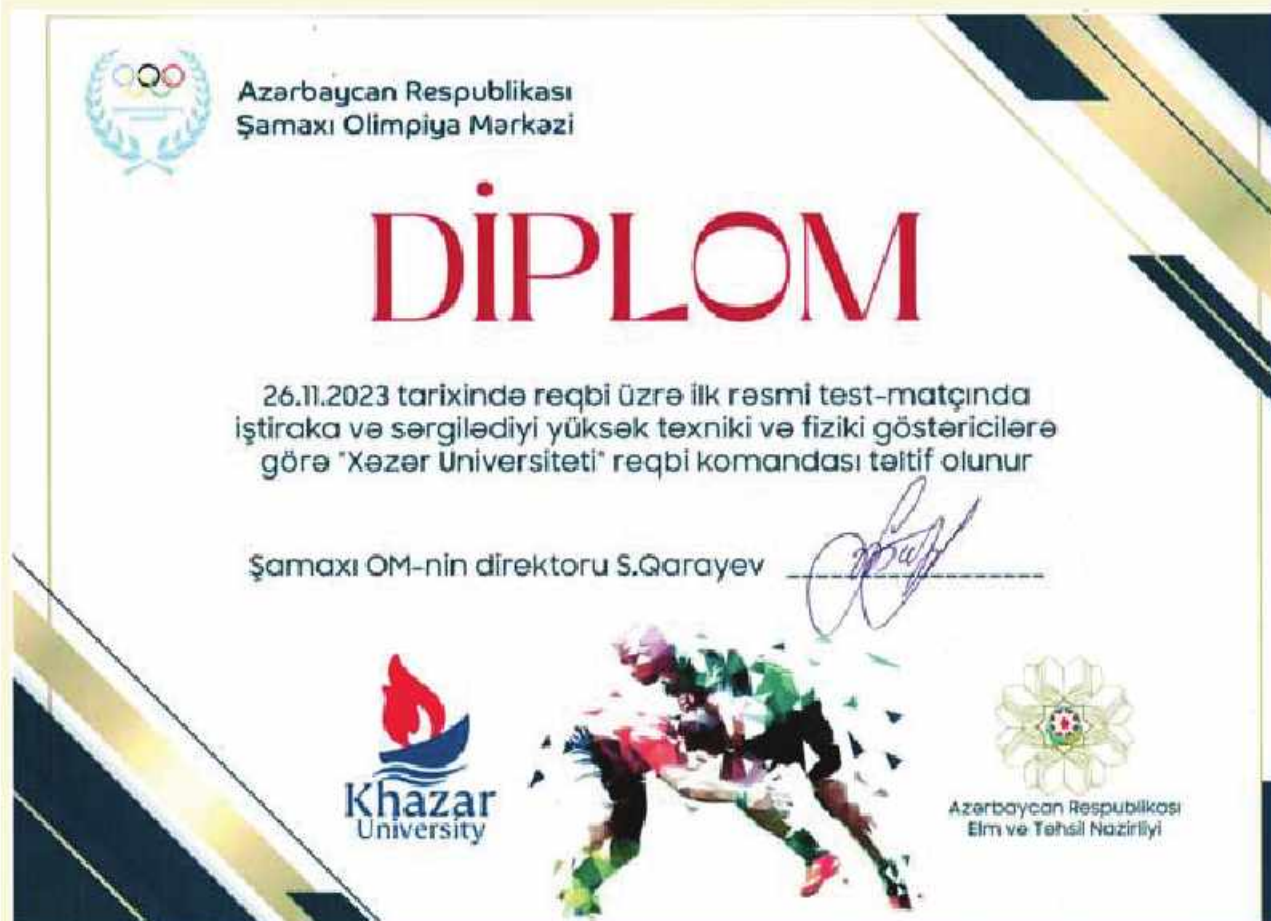 Azərbaycan Respublikası
Şamaxı Olimpiya Mərkəzi
DİPLOM
26.11.2023 tarixində reqbi üzrə ilk rəsmi test-matçında
iştiraka və sərgilədiyi yüksək texniki və fiziki göstəricilərə
görə "Xəzər Universiteti" reqbi komandası təltif olunur
Şamaxı OM-nin direktoru S.Qarayev
Khazar
University
Azərbaycan Respublikası
Elm və Təhsil Nazirliyi